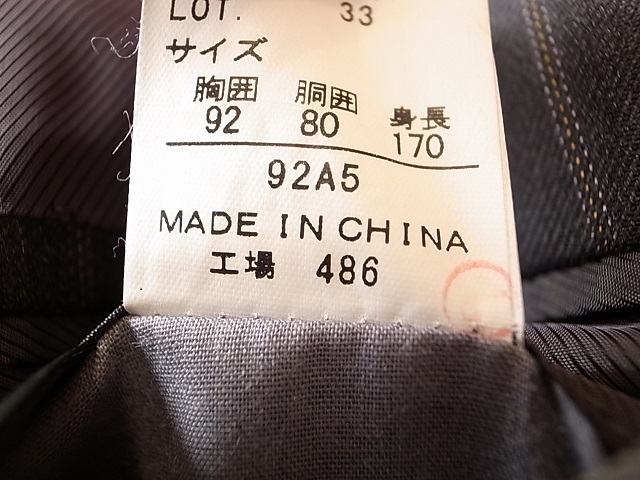 LOT. 33
サイズ
胸囲 胴囲 身長
92 80 170
92A5
MADE IN CHINA
工場 486